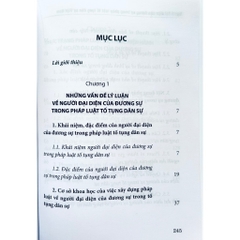 MỤC LỤC
Lời giới thiệu 5
Chương 1
NHỮNG VẤN ĐỀ LÝ LUẬN
VỀ NGƯỜI ĐẠI DIỆN CỦA ĐƯƠNG SỰ
TRONG PHÁP LUẬT TỐ TỤNG DÂN SỰ 7
1. Khái niệm, đặc điểm của người đại diện
của đương sự trong pháp luật tố tụng dân sự 7
1.1. Khái niệm người đại diện của đương sự
trong pháp luật tố tụng dân sự 7
1.2. Đặc điểm của người đại diện của đương
sự trong pháp luật tố tụng dân sự 19
2. Cơ sở khoa học của việc xây dựng pháp
luật về người đại diện của đương sự trong tố
tụng dân sự 37
245